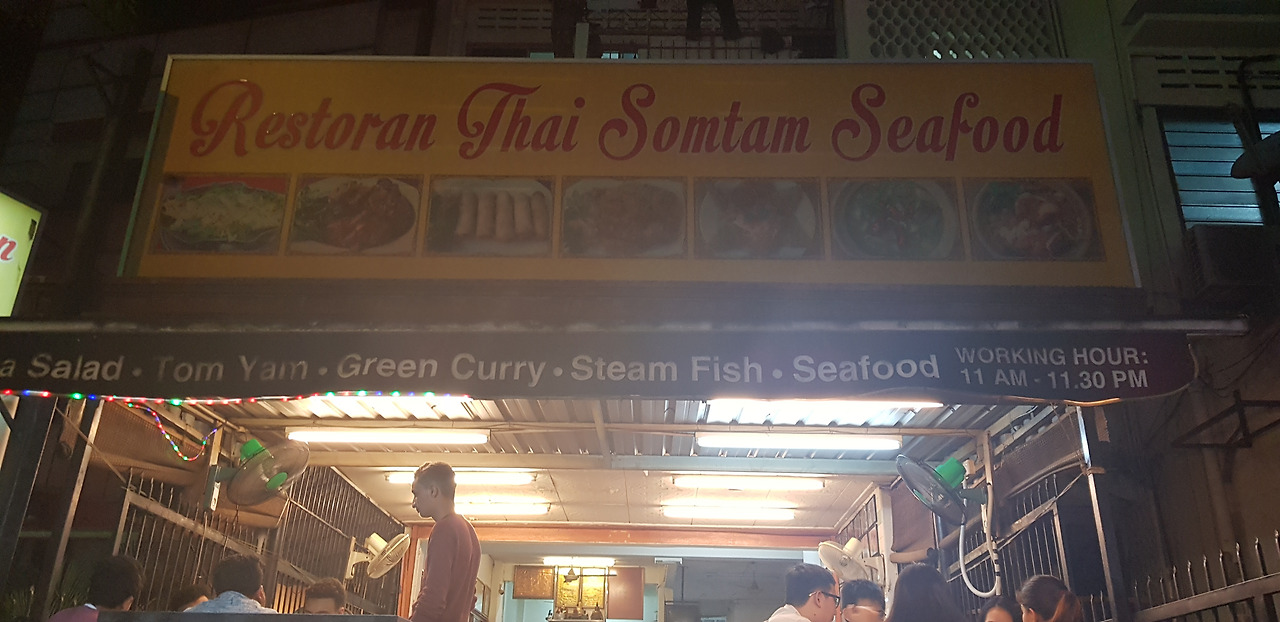 Restoran Thai Somtam Seafood
n
a Salad • Tom Yam • Green Curry • Steam Fish • Seafood
WORKING HOUR:
11 AM - 11.30 PM